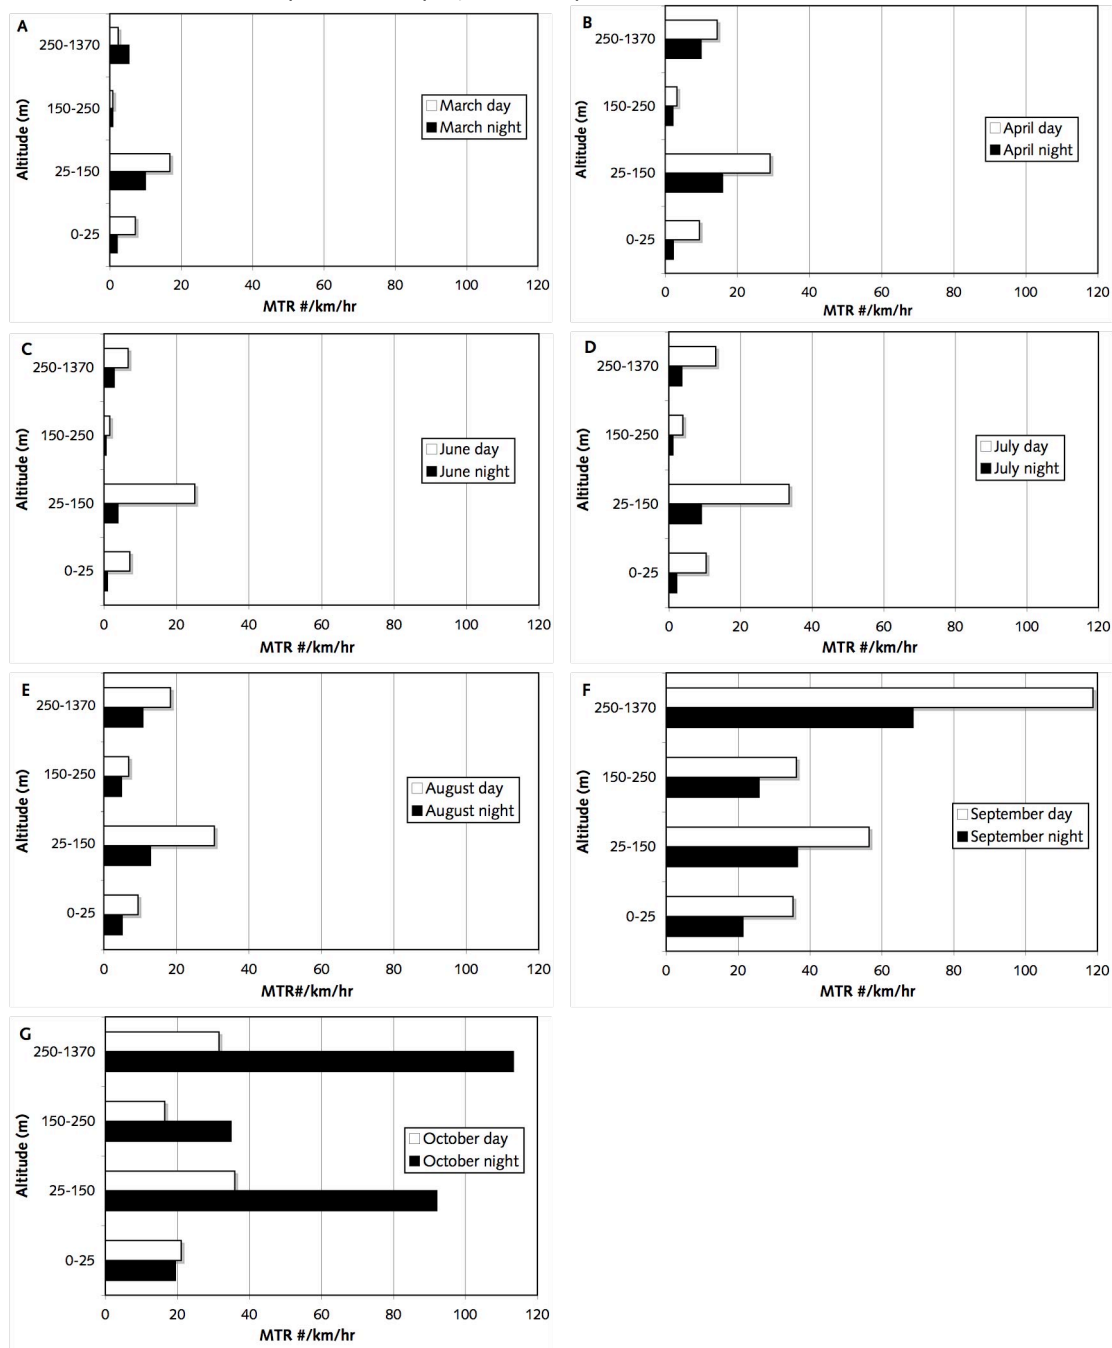 A
250-1370
150-250
25-150
0-25
Altitude (m)
March day
March night
0 20 40 60 80 100 120
MTR #/km/hr
B
250-1370
150-250
25-150
0-25
Altitude (m)
April day
April night
0 20 40 60 80 100 120
MTR #/km/hr
C
250-1370
150-250
25-150
0-25
Altitude (m)
June day
June night
0 20 40 60 80 100 120
MTR #/km/hr
D
250-1370
150-250
25-150
0-25
Altitude (m)
July day
July night
0 20 40 60 80 100 120
MTR #/km/hr
E
250-1370
150-250
25-150
0-25
Altitude (m)
August day
August night
0 20 40 60 80 100 120
MTR#/km/hr
F
250-1370
150-250
25-150
0-25
Altitude (m)
September day
September night
0 20 40 60 80 100 120
MTR #/km/hr
G
250-1370
150-250
25-150
0-25
Altitude (m)
October day
October night
0 20 40 60 80 100 120
MTR #/km/hr